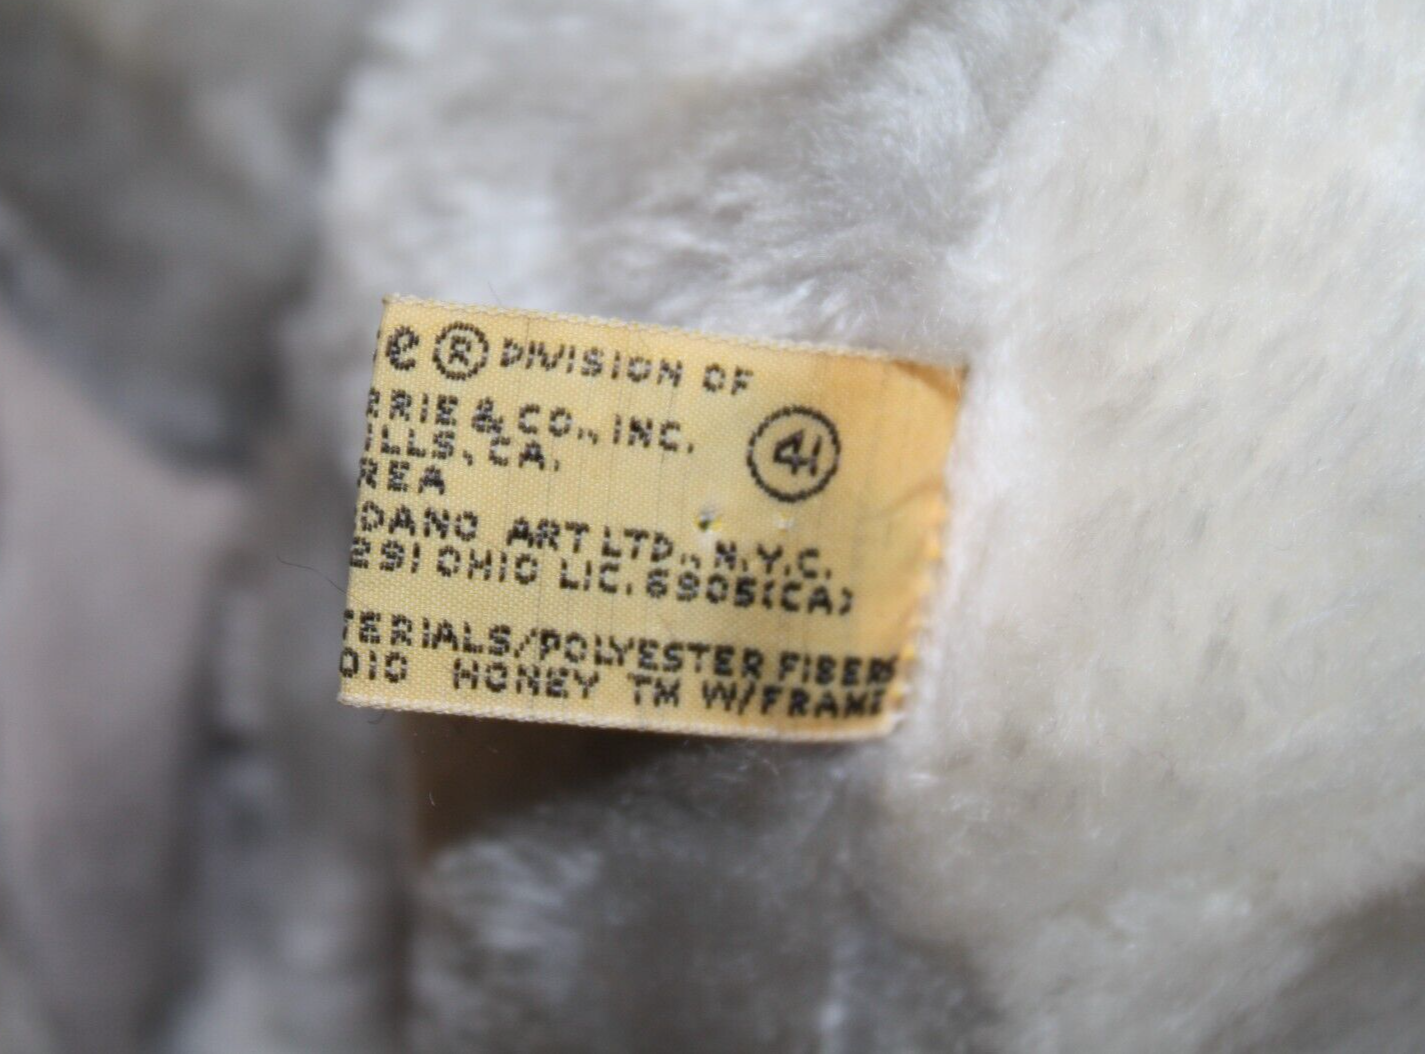 e ® DIVISION OF
RRIE & CO., INC.
ILLS, CA.
41
REA
DANO ART LTD., N.Y.C.
291 OHIO LIC. 6905(CA)
TERIALS/POLYESTER FIBERS
010 HONEY TM W/FRAME